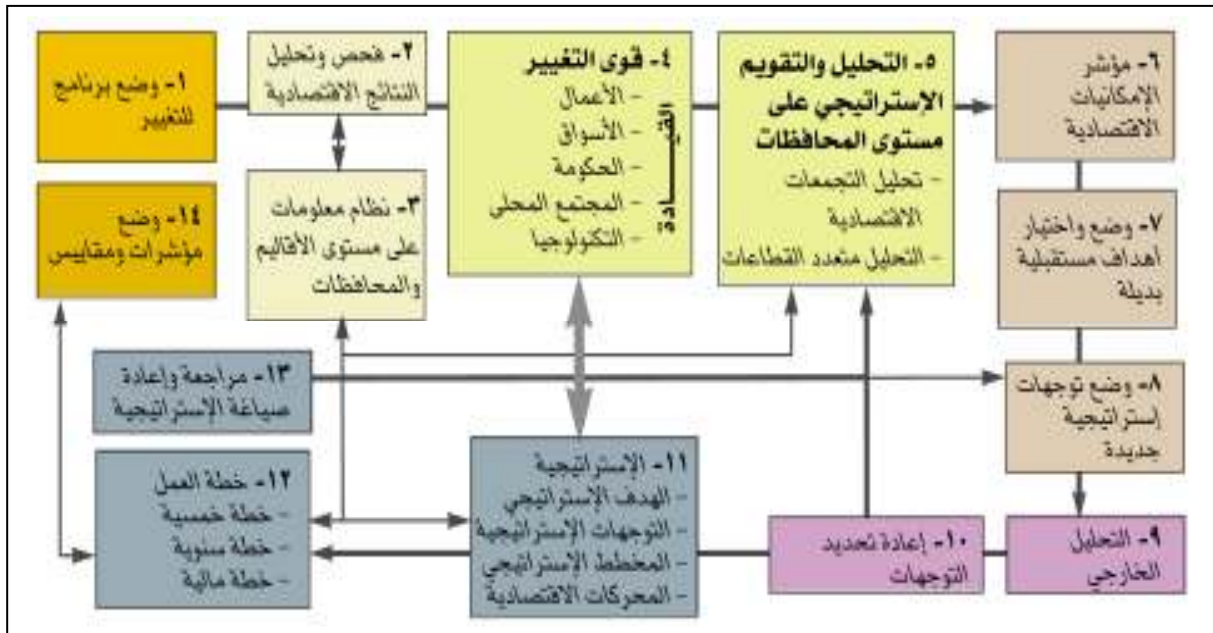 ١- وضع برنامج
للتغيير
٢- فحص وتحليل
النتائج الاقتصادية
٣- نظام معلومات
على مستوى الأقاليم
والمحافظات
٤- قوى التغيير
- الأعمال
- الأسواق
- الحكومة
- المجتمع المحلى
- التكنولوجيا
القيـــادة
٥- التحليل والتقويم
الإستراتيجي على
مستوى المحافظات
- تحليل التجمعات
الاقتصادية
- التحليل متعدد القطاعات
٦- مؤشر
الإمكانيات
الاقتصادية
٧- وضع واختيار
أهداف مستقبلية
بديلة
٨- وضع توجهات
إستراتيجية
جديدة
٩- التحليل
الخارجي
١٠- إعادة تحديد
التوجهات
١١- الإستراتيجية
- الهدف الإستراتيجي
- التوجهات الإستراتيجية
- المخطط الإستراتيجي
- المحركات الاقتصادية
١٢- خطة العمل
- خطة خمسية
- خطة سنوية
- خطة مالية
١٣- مراجعة وإعادة
صياغة الإستراتيجية
١٤- وضع
مؤشرات ومقاييس